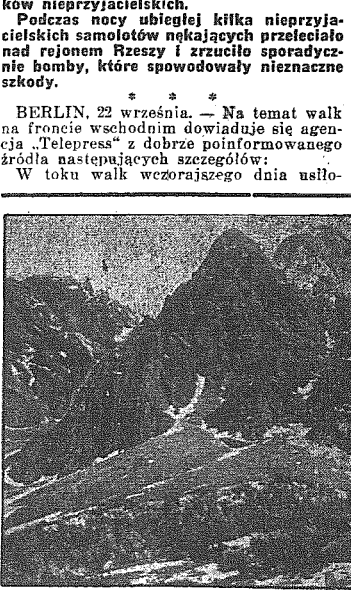 ków nieprzyjacielskich.
Podczas nocy ubiegłej kilka nieprzyja-
cielskich samolotów nękających przeleciało
nad rejonem Rzeszy i zrzuciło sporadycz-
nie bomby, które spowodowały nieznaczne
szkody.
* * *
BERLIN, 22 września. — Na temat walk
na froncie wschodnim dowiaduje się agen-
cja „Telepress“ z dobrze poinformowanego
źródła następujących szczegółów:
W toku walk wczorajszego dnia usiło-